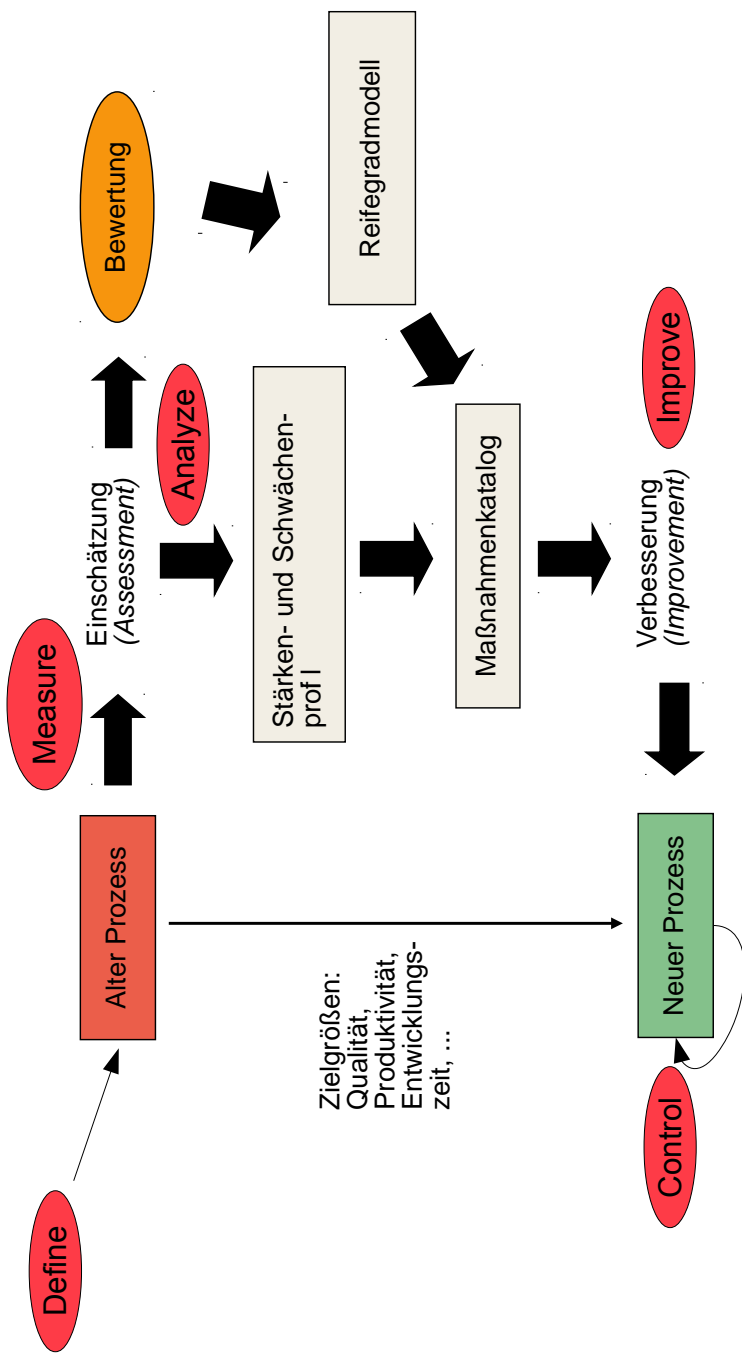 Define
Alter Prozess
Measure
Einschätzung
(Assessment)
Bewertung
Analyze
Zielgrößen:
Qualität,
Produktivität,
Entwicklungs-
zeit, ...
Stärken- und Schwächen-
prof l
Reifegradmodell
Maßnahmenkatalog
Control
Neuer Prozess
Verbesserung
(Improvement)
Improve